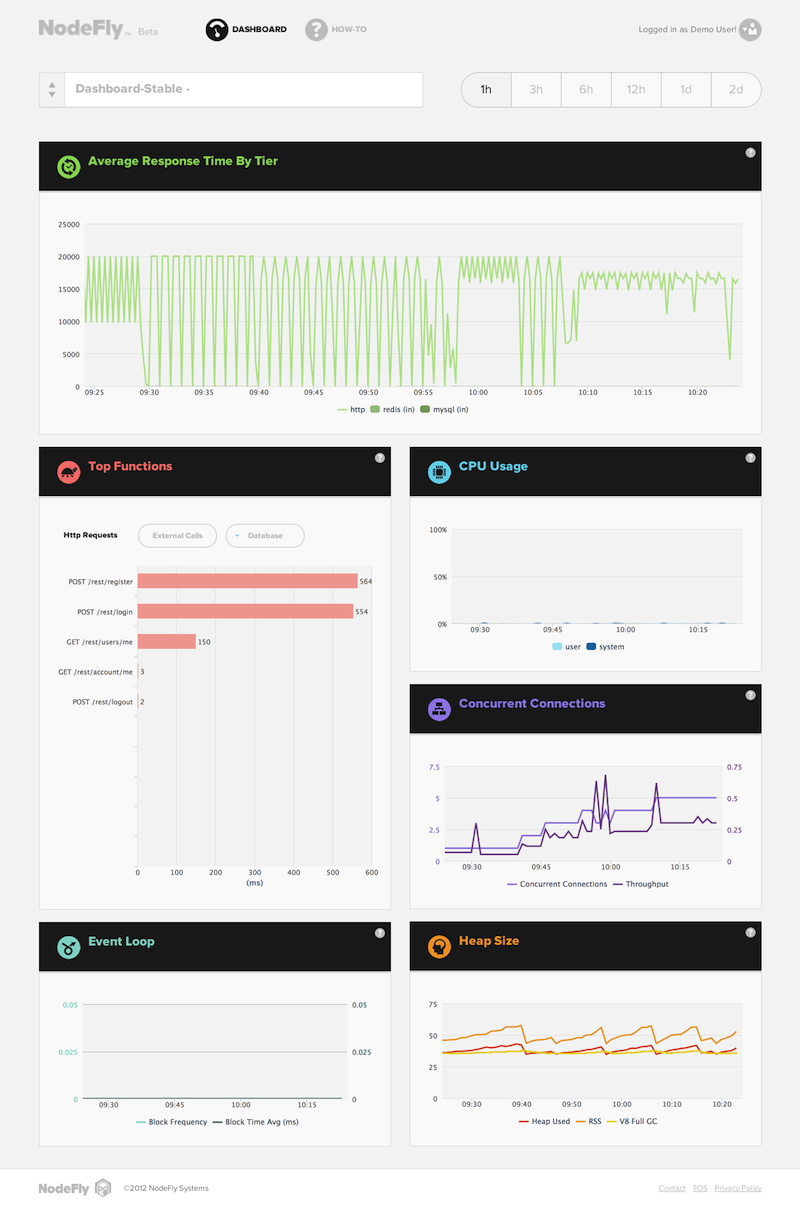 NodeFly™ Beta
DASHBOARD
HOW-TO
Logged in as Demo User!
Dashboard-Stable -
1h 3h 6h 12h 1d 2d
Average Response Time By Tier
?
25000
20000
15000
10000
5000
0
09:25 09:30 09:35 09:40 09:45 09:50 09:55 10:00 10:05 10:10 10:15 10:20
http redis (in) mysql (in)
Top Functions
?
Http Requests External Calls Database
POST /rest/register 564
POST /rest/login 554
GET /rest/users/me 150
GET /rest/account/me 3
POST /rest/logout 2
0 100 200 300 400 500 600
(ms)
CPU Usage
?
100%
50%
0%
09:30 09:45 10:00 10:15
user system
Concurrent Connections
?
7.5 0.75
5 0.5
2.5 0.25
0 0
09:30 09:45 10:00 10:15
Concurrent Connections Throughput
Event Loop
?
0.05 0.05
0.025 0.025
0 0
09:30 09:45 10:00 10:15
Block Frequency Block Time Avg (ms)
Heap Size
?
75
50
25
0
09:30 09:40 09:50 10:00 10:10 10:20
Heap Used RSS V8 Full GC
NodeFly ©2012 NodeFly Systems
Contact TOS Privacy Policy